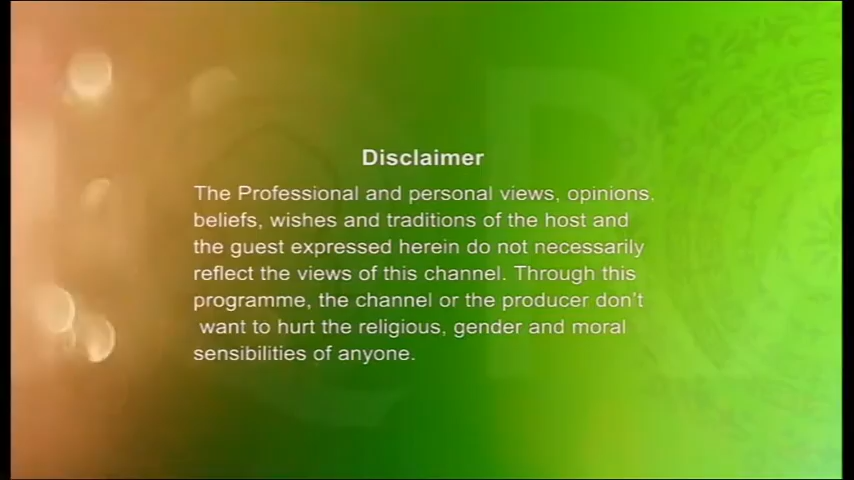 Disclaimer
The Professional and personal views, opinions,
beliefs, wishes and traditions of the host and
the guest expressed herein do not necessarily
reflect the views of this channel. Through this
programme, the channel or the producer don't
want to hurt the religious, gender and moral
sensibilities of anyone.